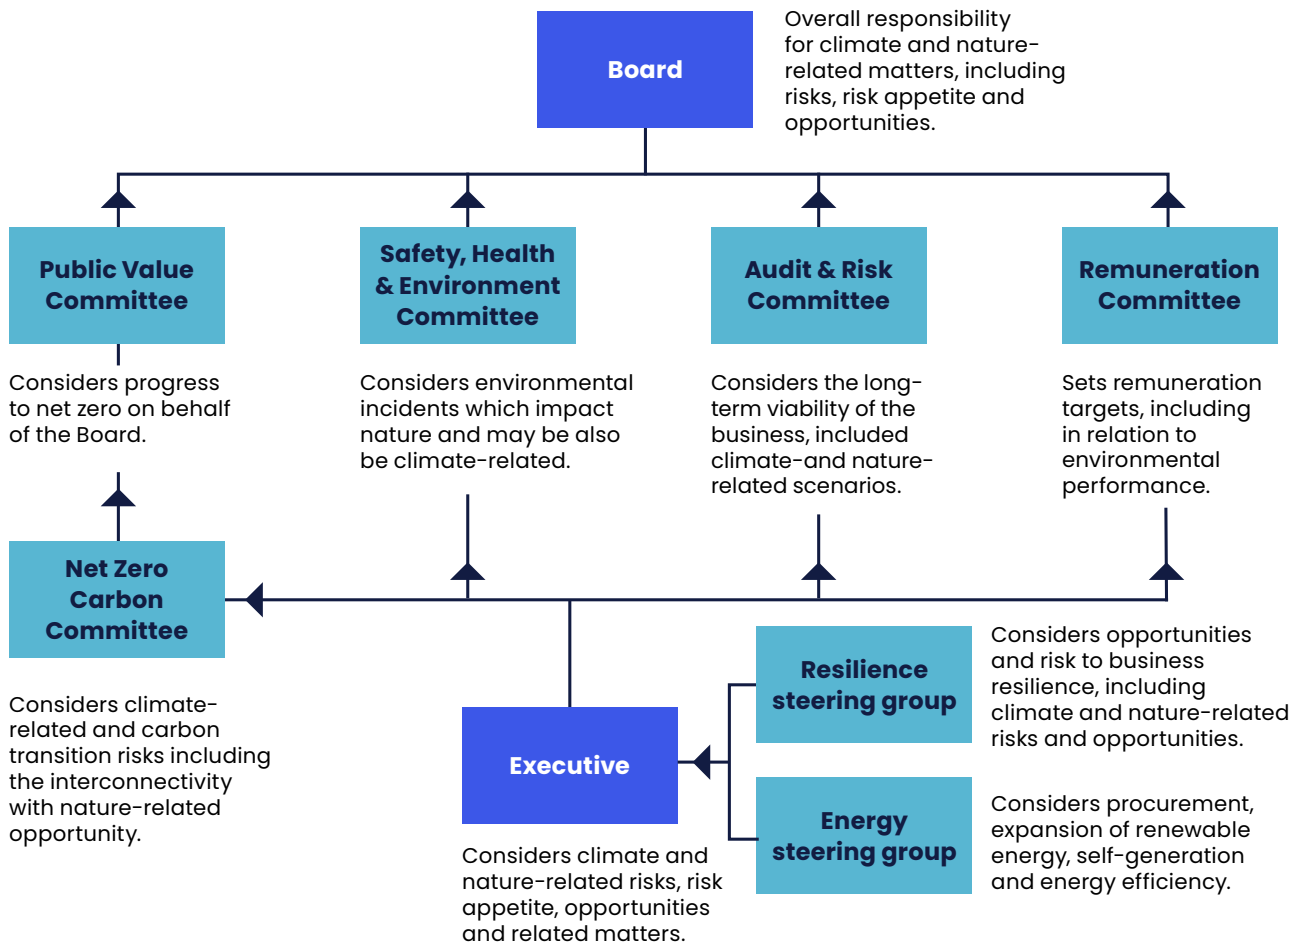 Board
Overall responsibility
for climate and nature-
related matters, including
risks, risk appetite and
opportunities.
Public Value
Committee
Considers progress
to net zero on behalf
of the Board.
Safety, Health
& Environment
Committee
Considers environmental
incidents which impact
nature and may be also
be climate-related.
Audit & Risk
Committee
Considers the long-
term viability of the
business, included
climate-and nature-
related scenarios.
Remuneration
Committee
Sets remuneration
targets, including
in relation to
environmental
performance.
Net Zero
Carbon
Committee
Considers climate-
related and carbon
transition risks including
the interconnectivity
with nature-related
opportunity.
Executive
Considers climate and
nature-related risks, risk
appetite, opportunities
and related matters.
Resilience
steering group
Considers opportunities
and risk to business
resilience, including
climate and nature-related
risks and opportunities.
Energy
steering group
Considers procurement,
expansion of renewable
energy, self-generation
and energy efficiency.